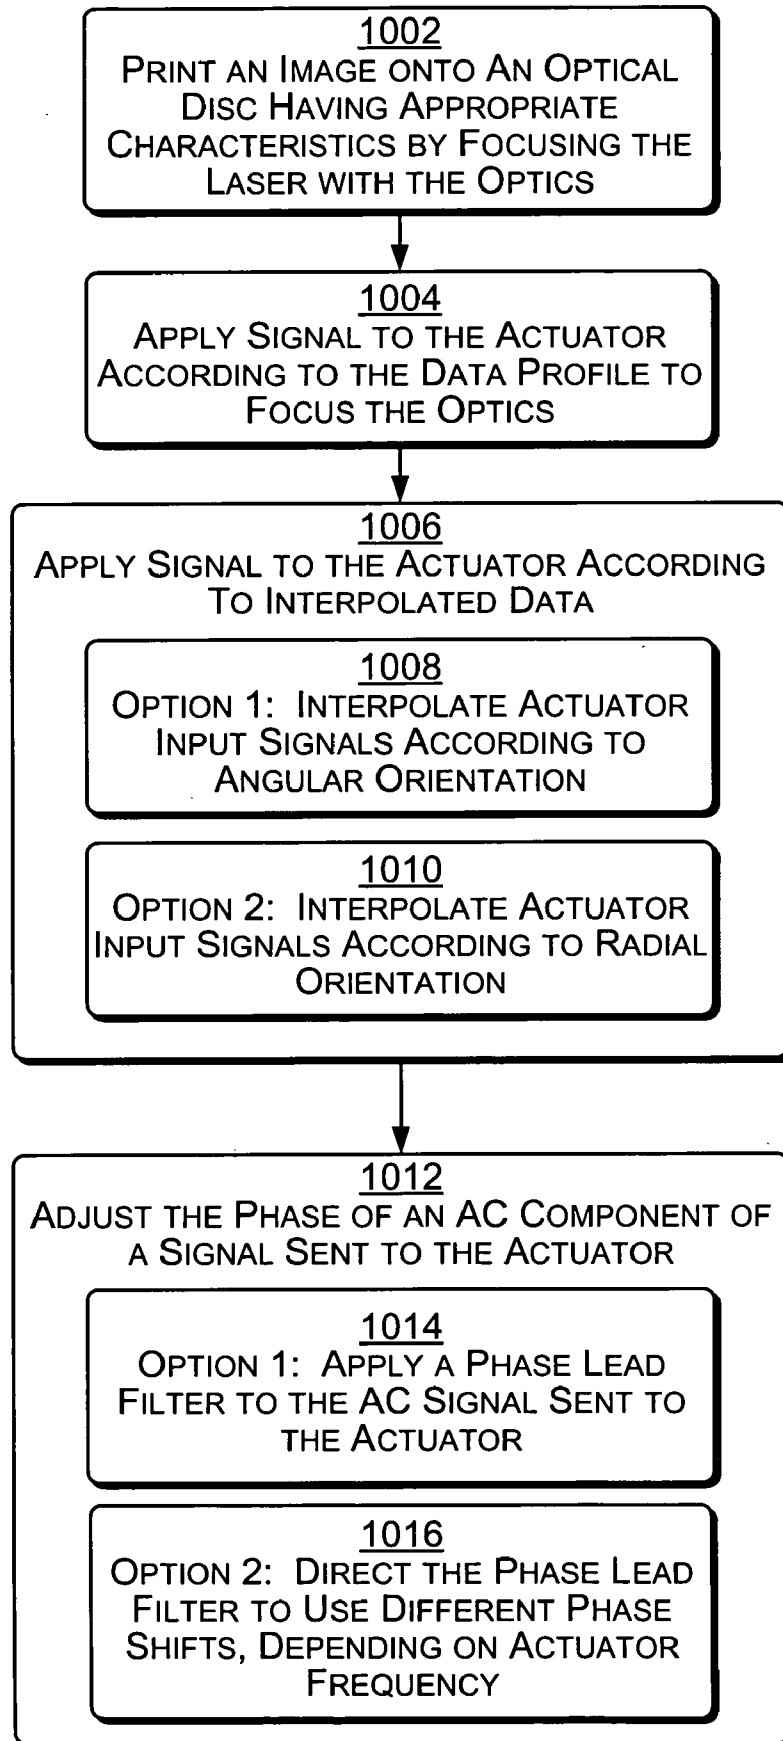 1002
PRINT AN IMAGE ONTO AN OPTICAL
DISC HAVING APPROPRIATE
CHARACTERISTICS BY FOCUSING THE
LASER WITH THE OPTICS
1004
APPLY SIGNAL TO THE ACTUATOR
ACCORDING TO THE DATA PROFILE TO
FOCUS THE OPTICS
1006
APPLY SIGNAL TO THE ACTUATOR ACCORDING
TO INTERPOLATED DATA
1008
OPTION 1: INTERPOLATE ACTUATOR
INPUT SIGNALS ACCORDING TO
ANGULAR ORIENTATION
1010
OPTION 2: INTERPOLATE ACTUATOR
INPUT SIGNALS ACCORDING TO RADIAL
ORIENTATION
1012
ADJUST THE PHASE OF AN AC COMPONENT OF
A SIGNAL SENT TO THE ACTUATOR
1014
OPTION 1: APPLY A PHASE LEAD
FILTER TO THE AC SIGNAL SENT TO
THE ACTUATOR
1016
OPTION 2: DIRECT THE PHASE LEAD
FILTER TO USE DIFFERENT PHASE
SHIFTS, DEPENDING ON ACTUATOR
FREQUENCY